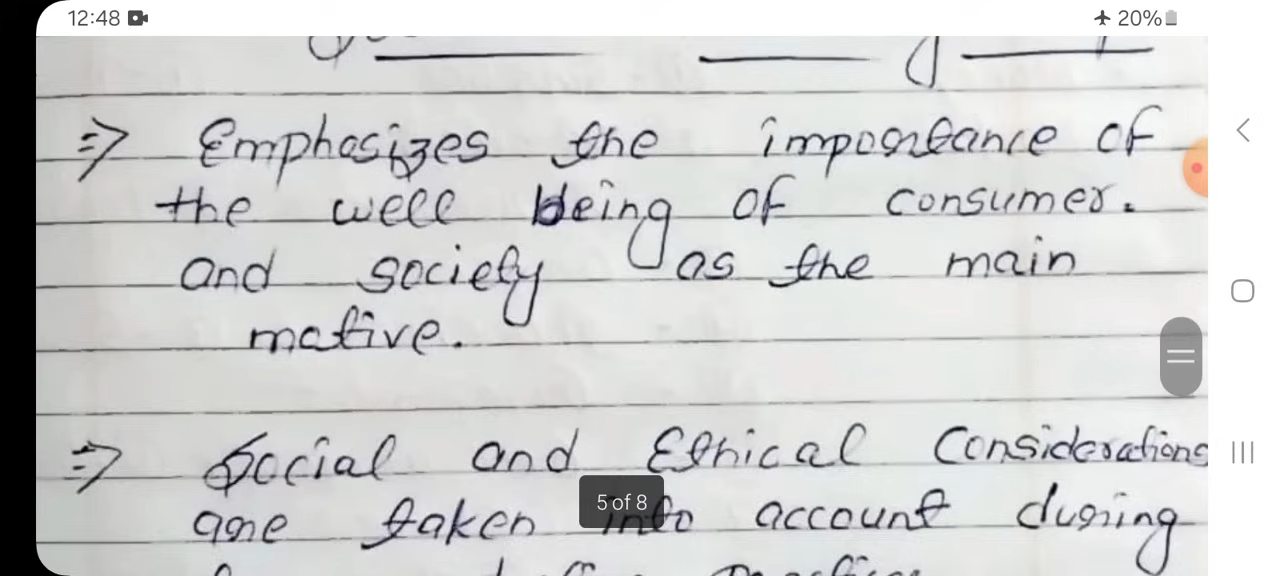 12:48 20%
⇒ Emphasizes the importance of
the well being of consumer.
and society as the main
motive.
⇒ Social and Ethical Considerations
are taken into account during
5 of 8